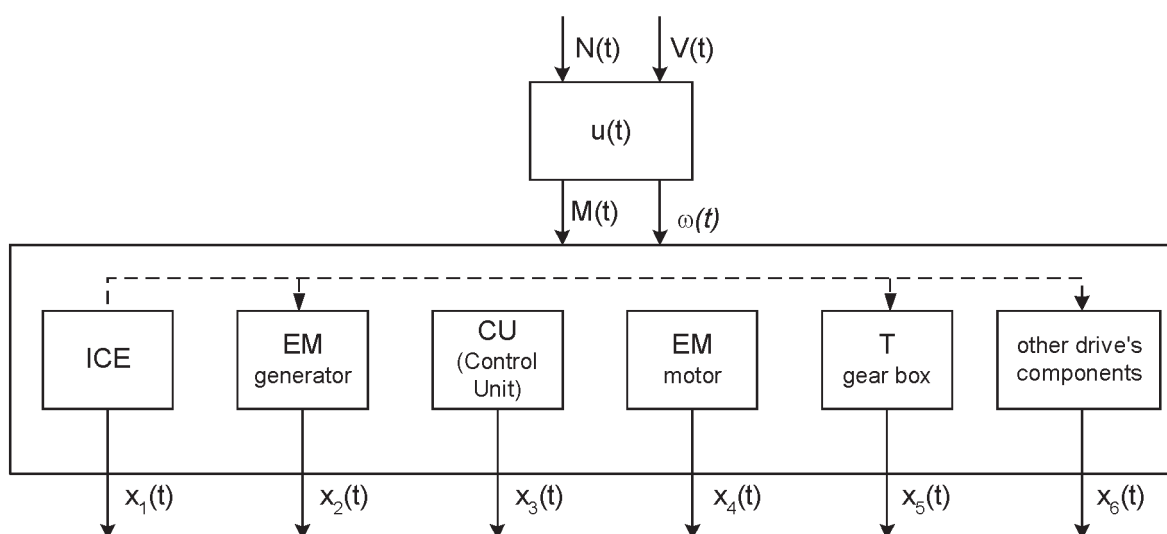 N(t) V(t)
u(t)
M(t) ω(t)
ICE
EM
generator
CU
(Control
Unit)
EM
motor
T
gear box
other drive's
components
x₁(t) x₂(t) x₃(t) x₄(t) x₅(t) x₆(t)